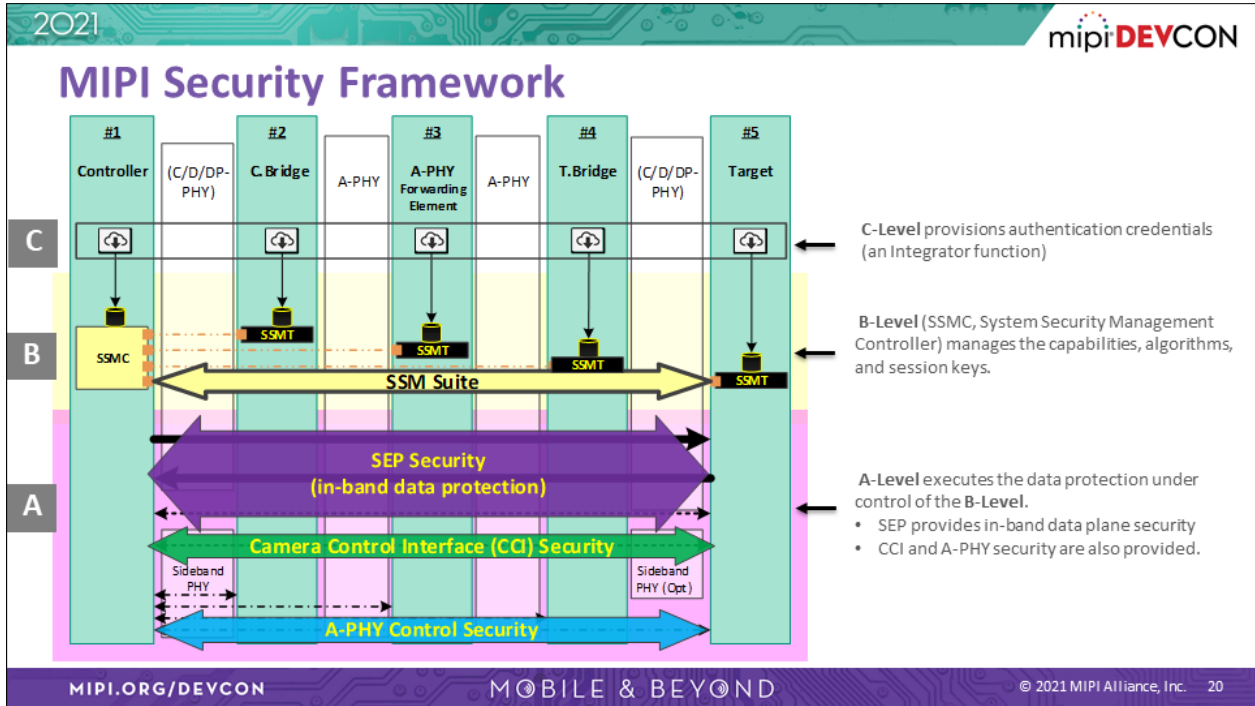 2021
mipi DEVCON
MIPI Security Framework
#1
Controller
(C/D/DP-
PHY)
#2
C.Bridge
A-PHY
#3
A-PHY
Forwarding
Element
A-PHY
#4
T.Bridge
(C/D/DP-
PHY)
#5
Target
C
C-Level provisions authentication credentials
(an Integrator function)
B
SSMC
SSMT
SSMT
SSMT
SSMT
SSM Suite
B-Level (SSMC, System Security Management
Controller) manages the capabilities, algorithms,
and session keys.
A
SEP Security
(in-band data protection)
Camera Control Interface (CCI) Security
Sideband
PHY
Sideband
PHY (Opt)
A-PHY Control Security
A-Level executes the data protection under
control of the B-Level.
• SEP provides in-band data plane security
• CCI and A-PHY security are also provided.
MIPI.ORG/DEVCON
MOBILE & BEYOND
© 2021 MIPI Alliance, Inc. 20